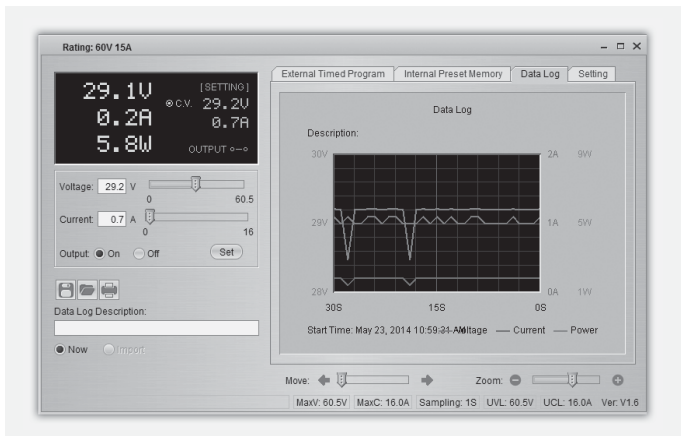 Rating: 60V 15A
29.1V
[SETTING]
C.V. 29.2V
0.2A
0.7A
5.8W
OUTPUT
Voltage: 29.2 V
0 60.5
Current: 0.7 A
0 16
Output: On Off Set
Data Log Description:
Now Import
External Timed Program Internal Preset Memory Data Log Setting
Data Log
Description:
30V 2A 9W
29V 1A 5W
28V 0A 1W
30S 15S 0S
Start Time: May 23, 2014 10:59:31 AM Current Power
Move: Zoom:
MaxV: 60.5V MaxC: 16.0A Sampling: 1S UVL: 60.5V UCL: 16.0A Ver: V1.6